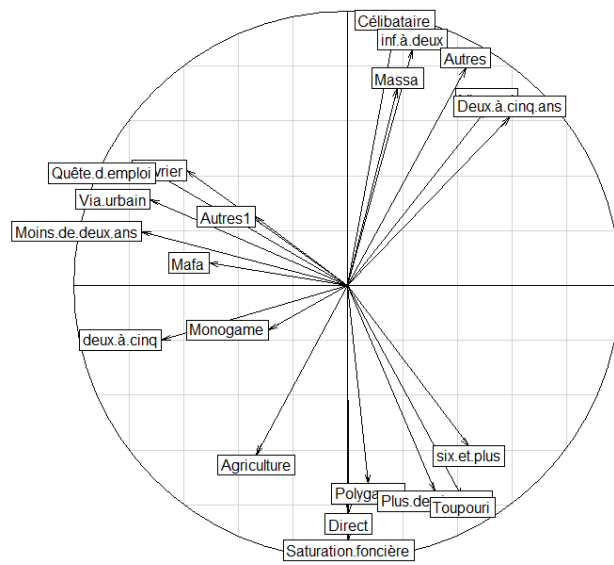 Célibataire
inf.à.deux
Autres
Massa
Deux.à.cinq.ans
Quête.d.emploi
Via.urbain
Autres1
Moins.de.deux.ans
Mafa
Monogame
deux.à.cinq
six.et.plus
Agriculture
Toupouri
Direct
Saturation.foncière